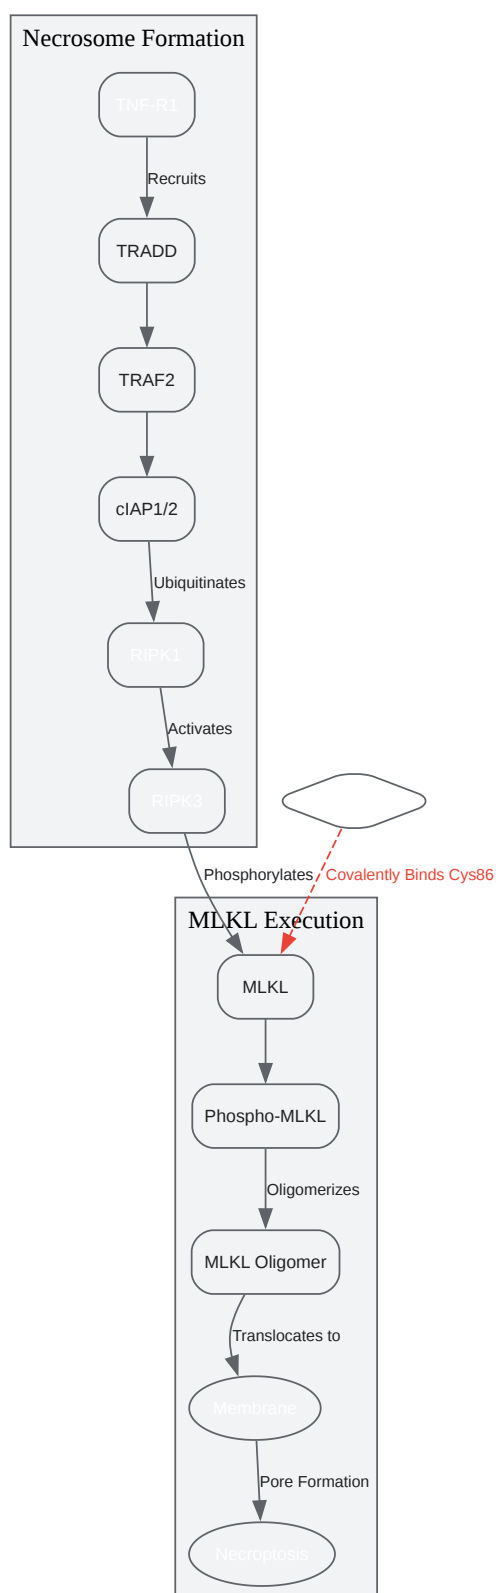 Necrosome Formation
TNF-R1
Recruits
TRADD
TRAF2
cIAP1/2
Ubiquitinates
RIPK1
Activates
RIPK3
Phosphorylates
Covalently Binds Cys86
MLKL Execution
MLKL
Phospho-MLKL
Oligomerizes
MLKL Oligomer
Translocates to
Membrane
Pore Formation
Necroptosis